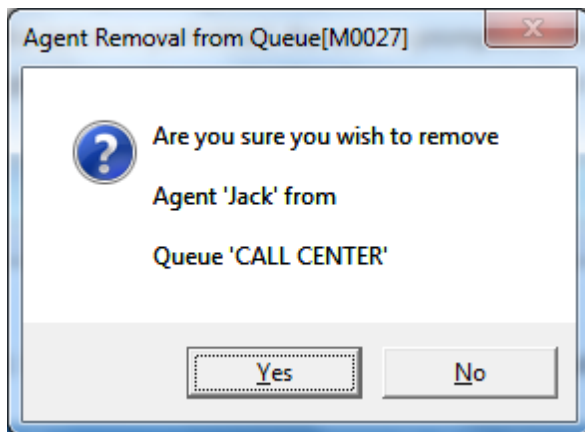 Agent Removal from Queue[M0027]
Are you sure you wish to remove
Agent 'Jack' from
Queue 'CALL CENTER'
Yes
No